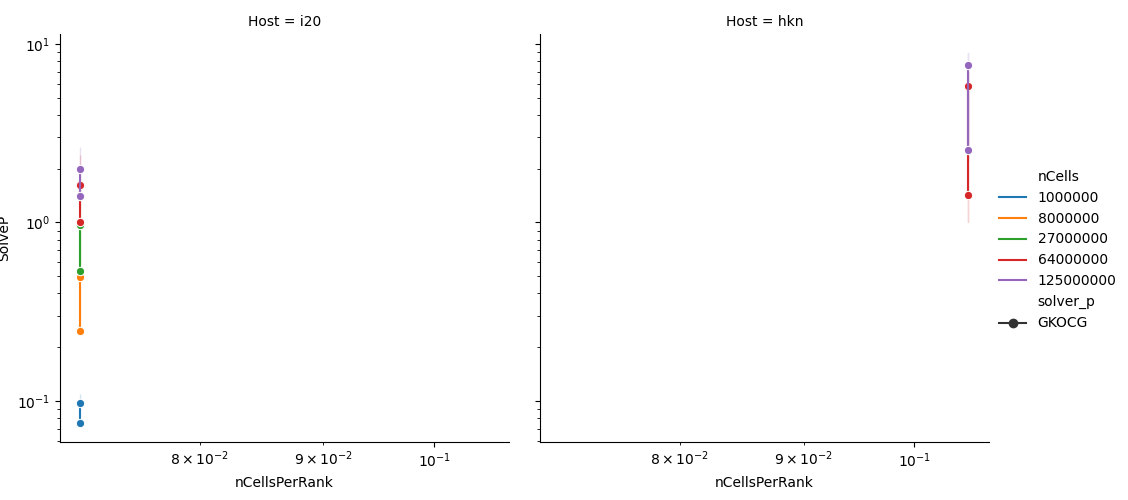 Host = i20
Host = hkn
10¹
10⁰
10⁻¹
SolveP
8 × 10⁻²
9 × 10⁻²
10⁻¹
nCellsPerRank
8 × 10⁻²
9 × 10⁻²
10⁻¹
nCellsPerRank
nCells
1000000
8000000
27000000
64000000
125000000
solver_p
GKOCG